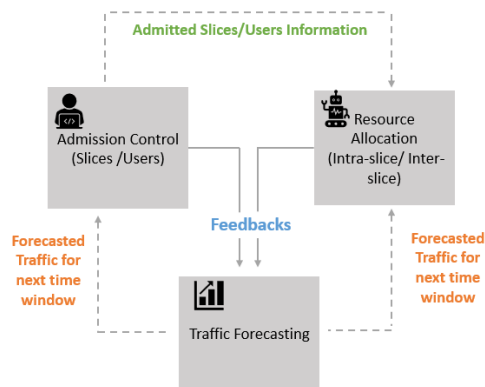 Admitted Slices/Users Information
Admission Control
(Slices /Users)
Resource
Allocation
(Intra-slice/ Inter-
slice)
Feedbacks
Forecasted
Traffic for
next time
window
Forecasted
Traffic for
next time
window
Traffic Forecasting